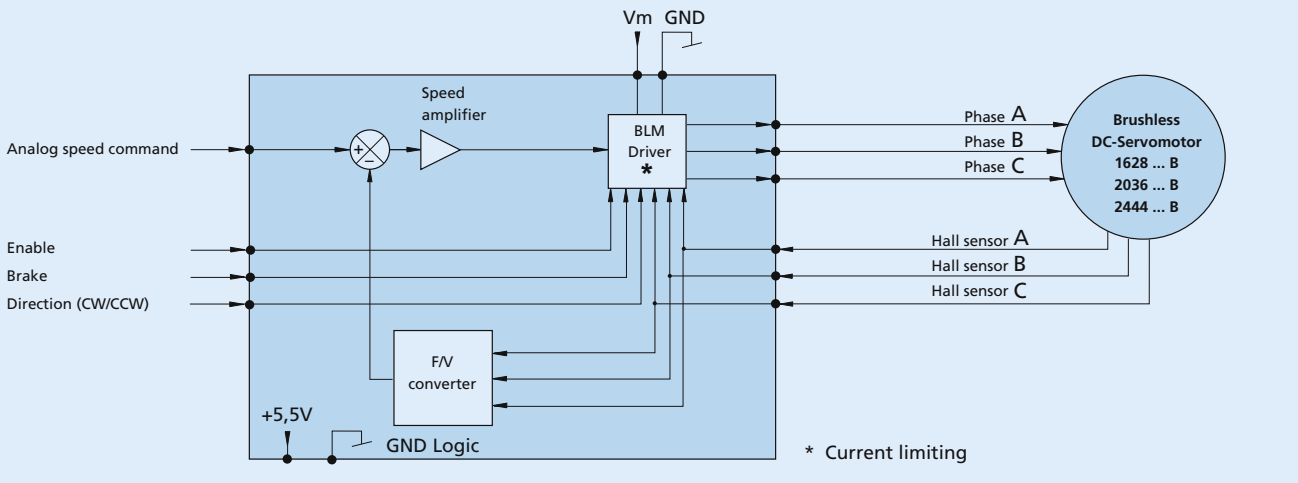 Vm GND
Speed
amplifier
Analog speed command
+
−
BLM
Driver
*
Phase A
Phase B
Phase C
Brushless
DC-Servomotor
1628 ... B
2036 ... B
2444 ... B
Enable
Brake
Direction (CW/CCW)
Hall sensor A
Hall sensor B
Hall sensor C
F/V
converter
+5,5V
GND Logic
* Current limiting